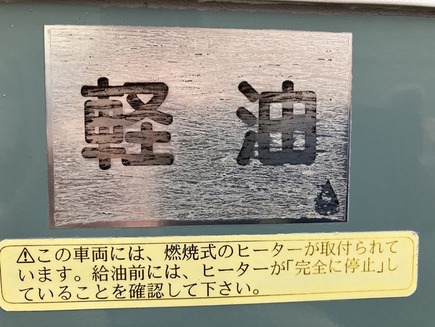 軽油
⚠この車両には、燃焼式のヒーターが取付られて
います。給油前には、ヒーターが「完全に停止」し
ていることを確認して下さい。